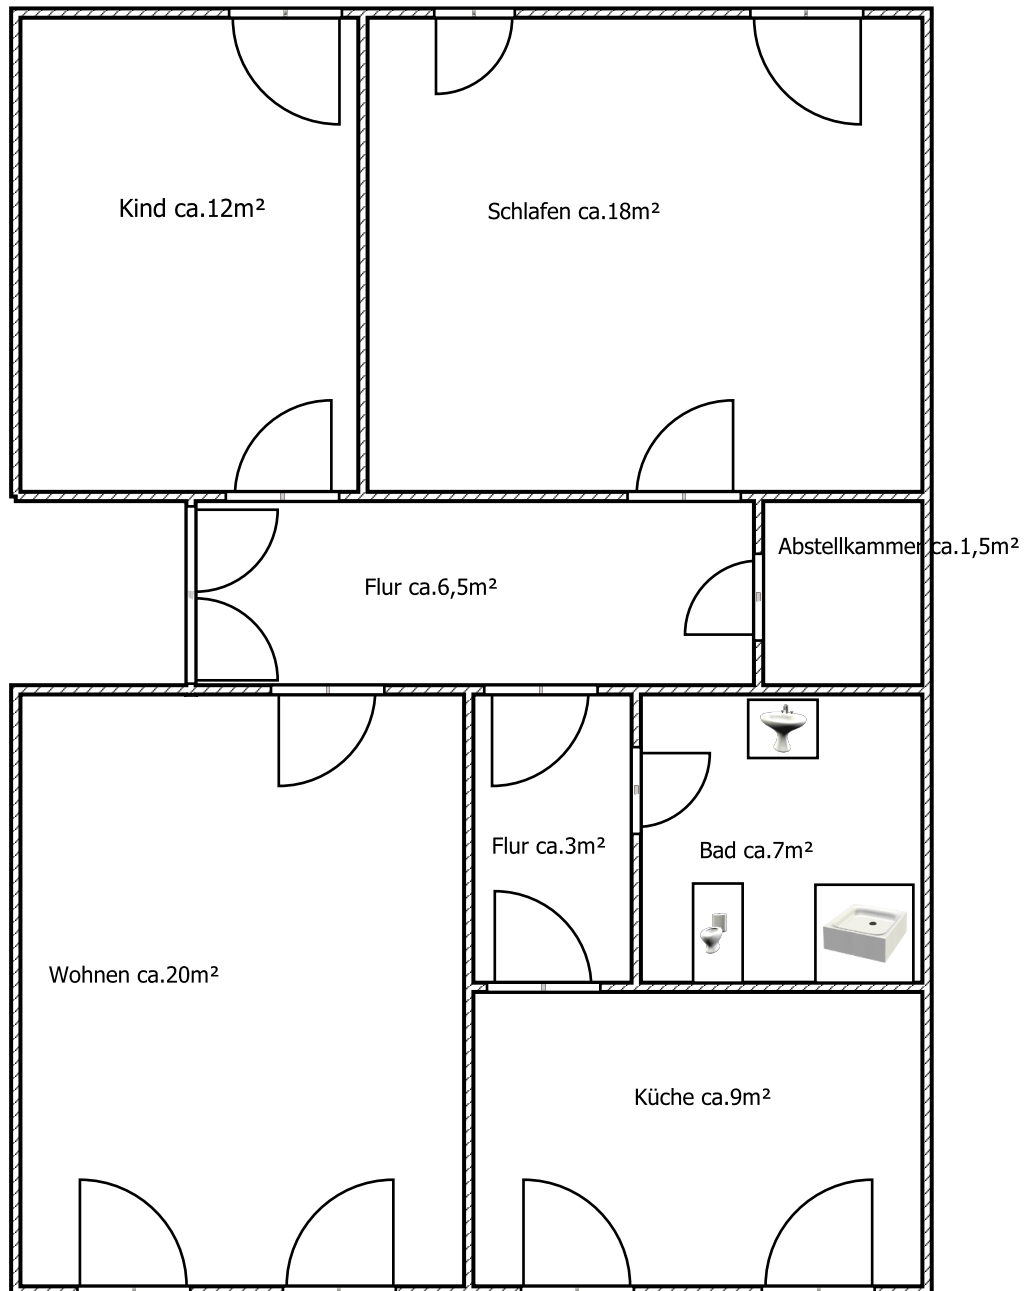 Kind ca.12m²
Schlafen ca.18m²
Abstellkammer ca.1,5m²
Flur ca.6,5m²
Flur ca.3m²
Bad ca.7m²
Wohnen ca.20m²
Küche ca.9m²